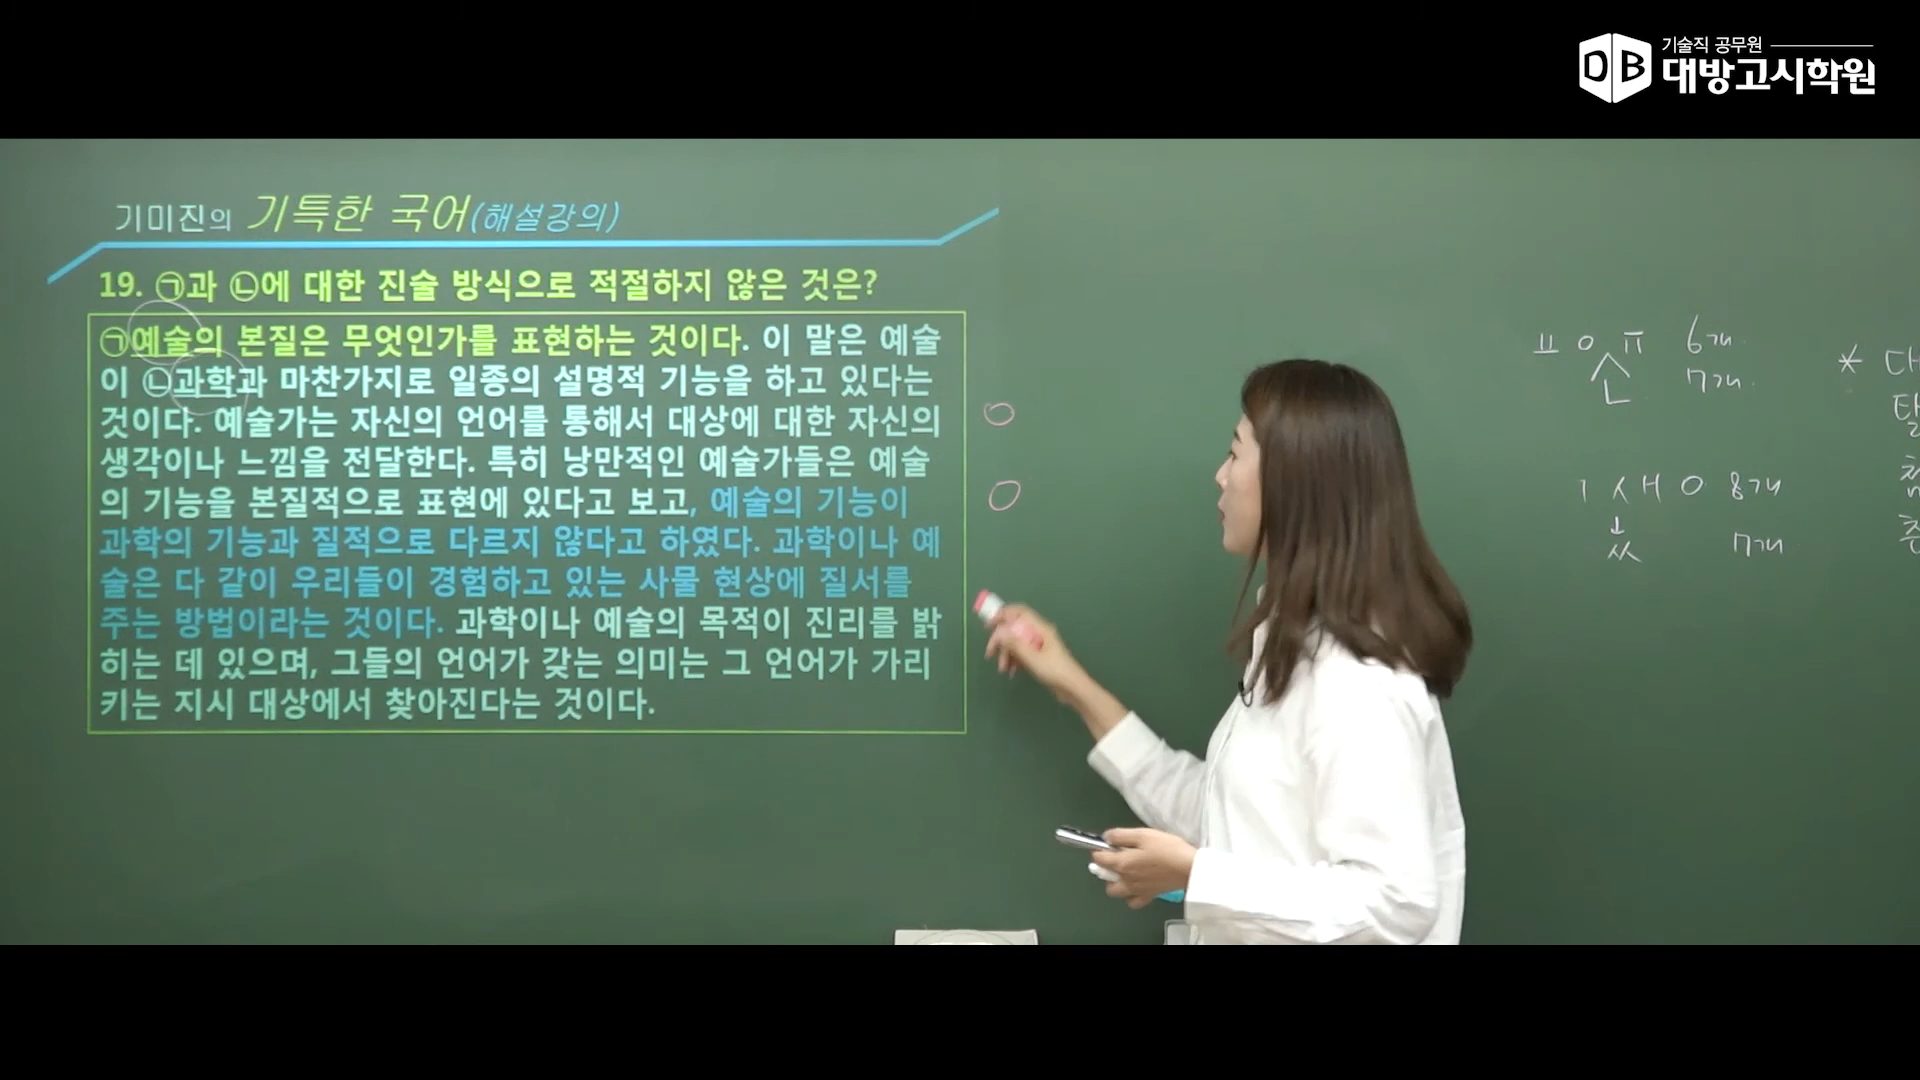 기술직 공무원
DB 대방고시학원
기미진의 기특한 국어(해설강의)
19. ㉠과 ㉡에 대한 진술 방식으로 적절하지 않은 것은?
㉠예술의 본질은 무엇인가를 표현하는 것이다. 이 말은 예술
이 ㉡과학과 마찬가지로 일종의 설명적 기능을 하고 있다는
것이다. 예술가는 자신의 언어를 통해서 대상에 대한 자신의
생각이나 느낌을 전달한다. 특히 낭만적인 예술가들은 예술
의 기능을 본질적으로 표현에 있다고 보고, 예술의 기능이
과학의 기능과 질적으로 다르지 않다고 하였다. 과학이나 예
술은 다 같이 우리들이 경험하고 있는 사물 현상에 질서를
주는 방법이라는 것이다. 과학이나 예술의 목적이 진리를 밝
히는 데 있으며, 그들의 언어가 갖는 의미는 그 언어가 가리
키는 지시 대상에서 찾아진다는 것이다.
ㅛ ㅇ ㅠ 6개
ㄴ 7개
ㅣ ㅅ ㅐ ㅇ 8개
ㅆ 7개